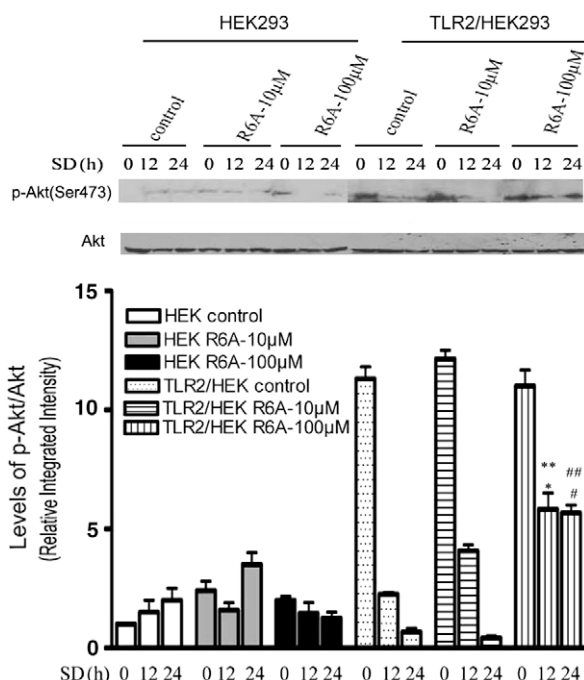 HEK293 TLR2/HEK293
control R6A-10µM R6A-100µM control R6A-10µM R6A-100µM
SD(h) 0 12 24 0 12 24 0 12 24 0 12 24 0 12 24 0 12 24
p-Akt(Ser473)
Akt
Levels of p-Akt/Akt
(Relative Integrated Intensity)
15
10
5
0
HEK control
HEK R6A-10µM
HEK R6A-100µM
TLR2/HEK control
TLR2/HEK R6A-10µM
TLR2/HEK R6A-100µM
** ##
* #
SD(h) 0 12 24 0 12 24 0 12 24 0 12 24 0 12 24 0 12 24